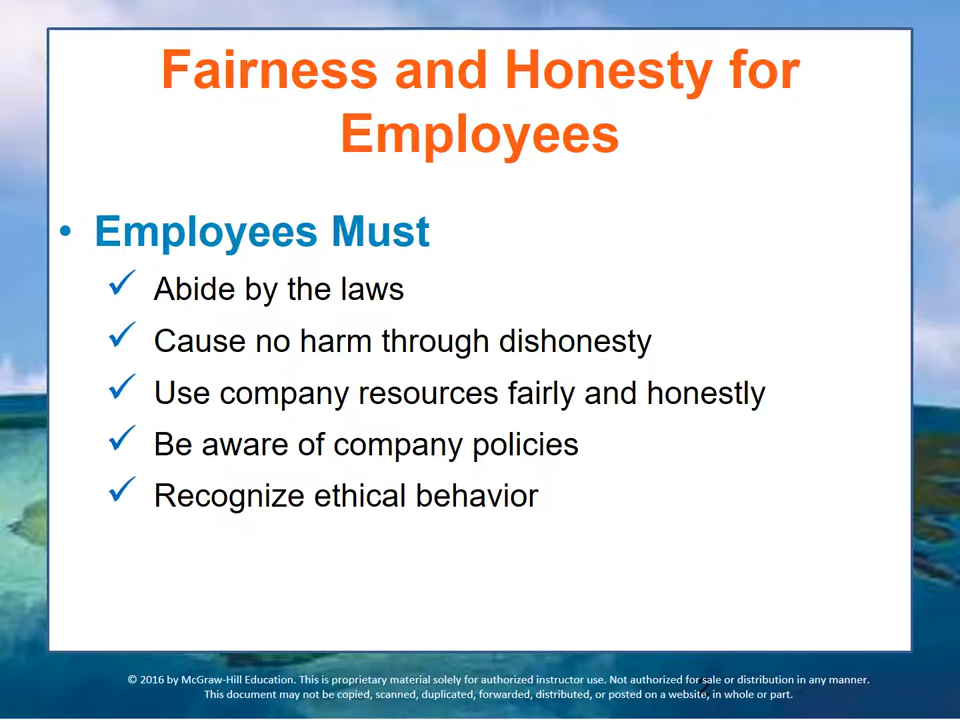 Fairness and Honesty for
Employees
• Employees Must
✓ Abide by the laws
✓ Cause no harm through dishonesty
✓ Use company resources fairly and honestly
✓ Be aware of company policies
✓ Recognize ethical behavior
© 2016 by McGraw-Hill Education. This is proprietary material solely for authorized instructor use. Not authorized for sale or distribution in any manner.
This document may not be copied, scanned, duplicated, forwarded, distributed, or posted on a website, in whole or part.